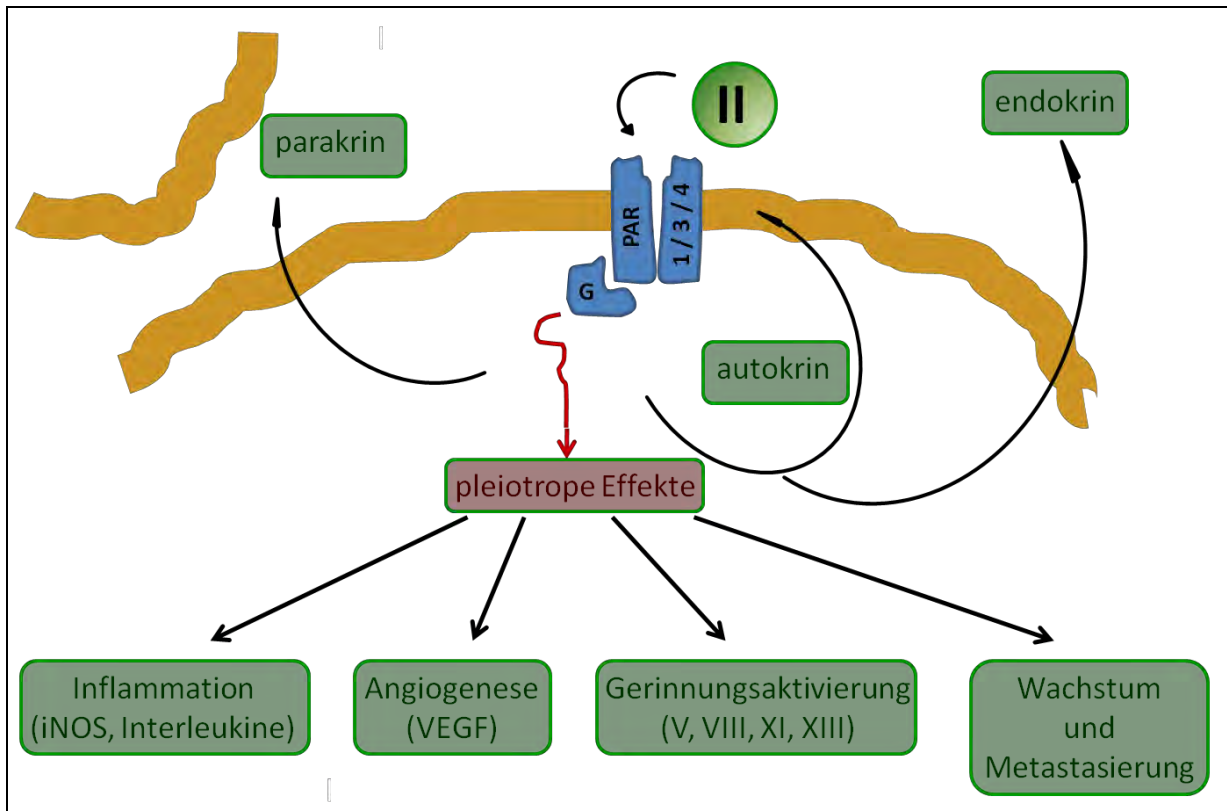 II
endokrin
parakrin
PAR
1 / 3 / 4
G
autokrin
pleiotrope Effekte
Inflammation
(iNOS, Interleukine)
Angiogenese
(VEGF)
Gerinnungsaktivierung
(V, VIII, XI, XIII)
Wachstum
und
Metastasierung